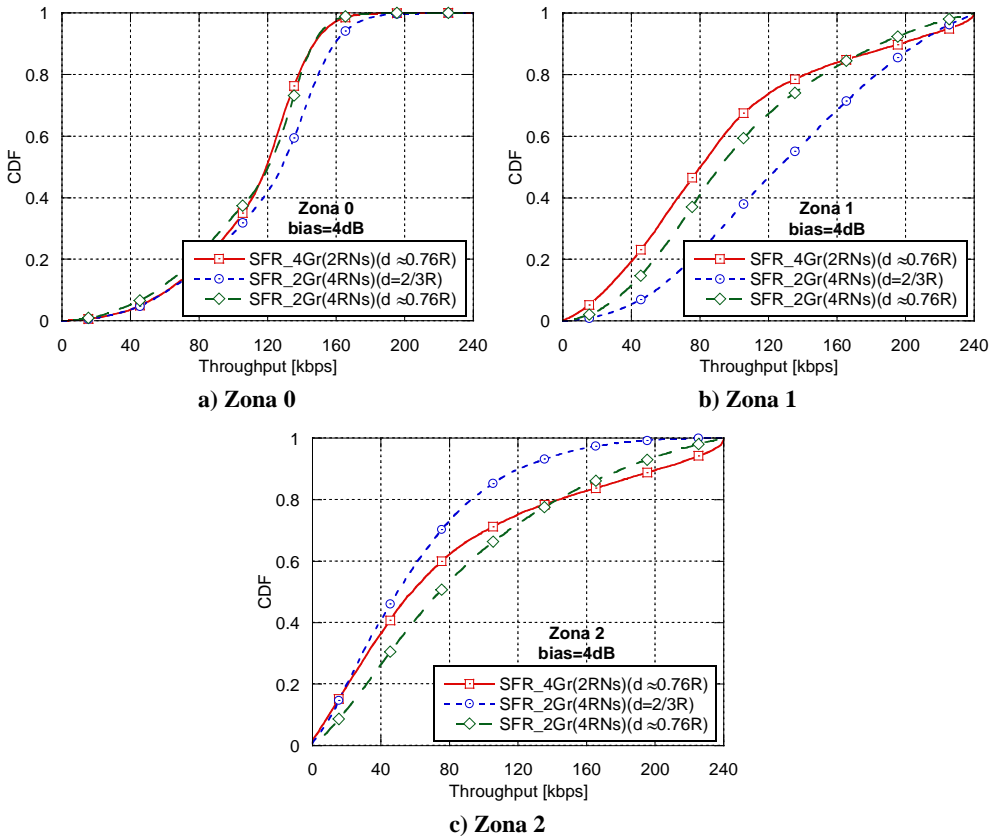 1
0.8
0.6
0.4
0.2
0
CDF
Zona 0
bias=4dB
SFR_4Gr(2RNs)(d ≈0.76R)
SFR_2Gr(4RNs)(d=2/3R)
SFR_2Gr(4RNs)(d ≈0.76R)
0 40 80 120 160 200 240
Throughput [kbps]
a) Zona 0
1
0.8
0.6
0.4
0.2
0
CDF
Zona 1
bias=4dB
SFR_4Gr(2RNs)(d ≈0.76R)
SFR_2Gr(4RNs)(d=2/3R)
SFR_2Gr(4RNs)(d ≈0.76R)
0 40 80 120 160 200 240
Throughput [kbps]
b) Zona 1
1
0.8
0.6
0.4
0.2
0
CDF
Zona 2
bias=4dB
SFR_4Gr(2RNs)(d ≈0.76R)
SFR_2Gr(4RNs)(d=2/3R)
SFR_2Gr(4RNs)(d ≈0.76R)
0 40 80 120 160 200 240
Throughput [kbps]
c) Zona 2